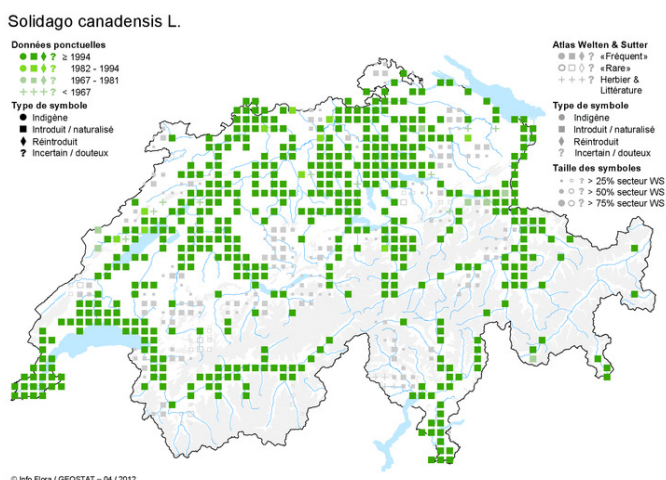 Solidago canadensis L.
Données ponctuelles
? ≥ 1994
? 1982 - 1994
? 1967 - 1981
+ + + ? < 1967
Type de symbole
Indigène
Introduit / naturalisé
Réintroduit
? Incertain / douteux
Atlas Welten & Sutter
? «Fréquent»
? «Rare»
+ + + ? Herbier &
Littérature
Type de symbole
Indigène
Introduit / naturalisé
Réintroduit
? Incertain / douteux
Taille des symboles
? > 25% secteur WS
? > 50% secteur WS
? > 75% secteur WS
© Info Flora / GEOSTAT – 04 / 2012